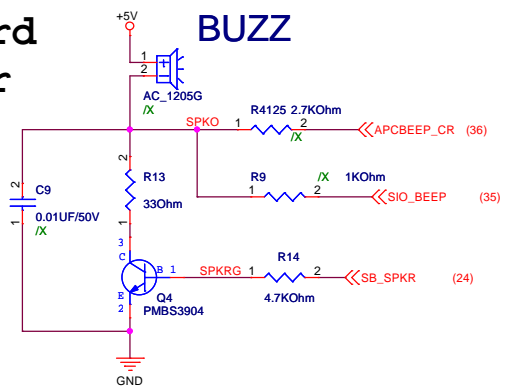 rd
r
BUZZ
+5V
1
2
AC_1205G
/X
SPKO
1
R4125 2.7KOhm
2
/X
APCBEEP_CR (36)
2
R13
33Ohm
1
R9
/X
1KOhm
1
2
SIO_BEEP (35)
2
C9
1
0.01UF/50V
/X
3
C
B 1
E
2
Q4
PMBS3904
SPKRG
1
R14
2
4.7KOhm
SB_SPKR (24)
GND